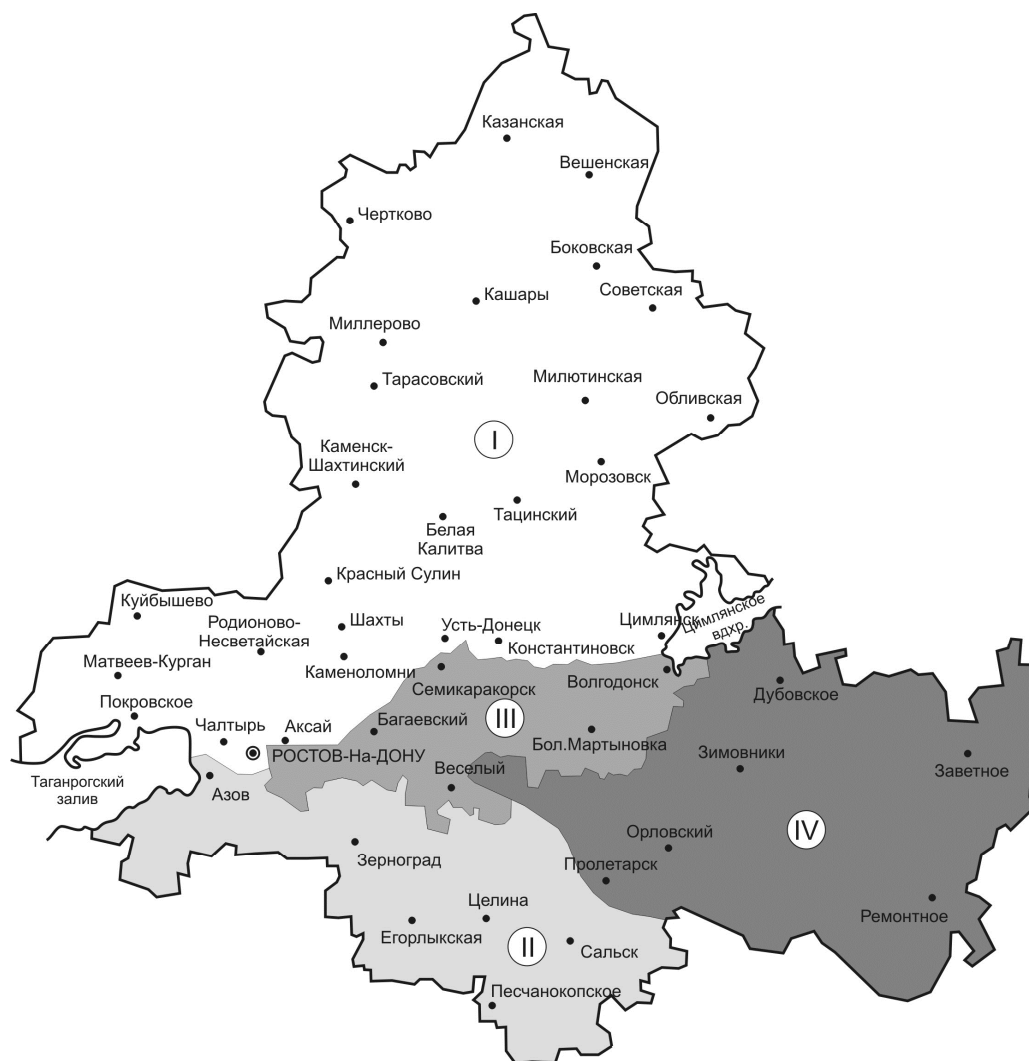 Казанская
Вешенская
Чертково
Боковская
Советская
Кашары
Миллерово
Тарасовский
Милютинская
Обливская
I
Каменск-
Шахтинский
Морозовск
Тацинский
Белая
Калитва
Красный Сулин
Куйбышево
Родионово-
Несветайская
Шахты
Усть-Донецк
Цимлянск
Цимлянское
вдхр.
Константиновск
Матвеев-Курган
Каменоломни
Семикаракорск
Волгодонск
Дубовское
Покровское
Чалтырь
Аксай
Багаевский
III
Бол.Мартыновка
РОСТОВ-На-ДОНУ
Зимовники
Заветное
Таганрогский
залив
Азов
Веселый
IV
Орловский
Зерноград
Пролетарск
Целина
Ремонтное
Егорлыкская
II
Сальск
Песчанокопское